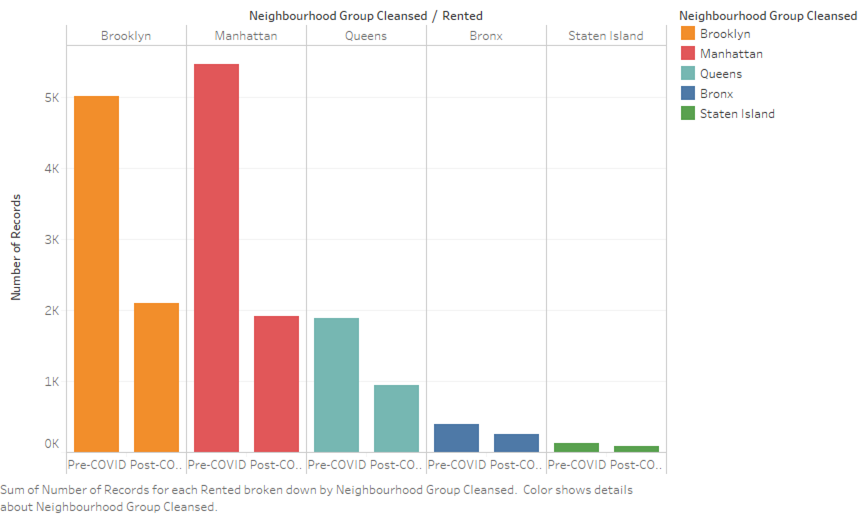 Neighbourhood Group Cleansed / Rented
Brooklyn Manhattan Queens Bronx Staten Island
5K
4K
3K
2K
1K
0K
Number of Records
Pre-COVID Post-CO.. Pre-COVID Post-CO.. Pre-COVID Post-CO.. Pre-COVID Post-CO.. Pre-COVID Post-CO..
Neighbourhood Group Cleansed
Brooklyn
Manhattan
Queens
Bronx
Staten Island
Sum of Number of Records for each Rented broken down by Neighbourhood Group Cleansed.  Color shows details
about Neighbourhood Group Cleansed.